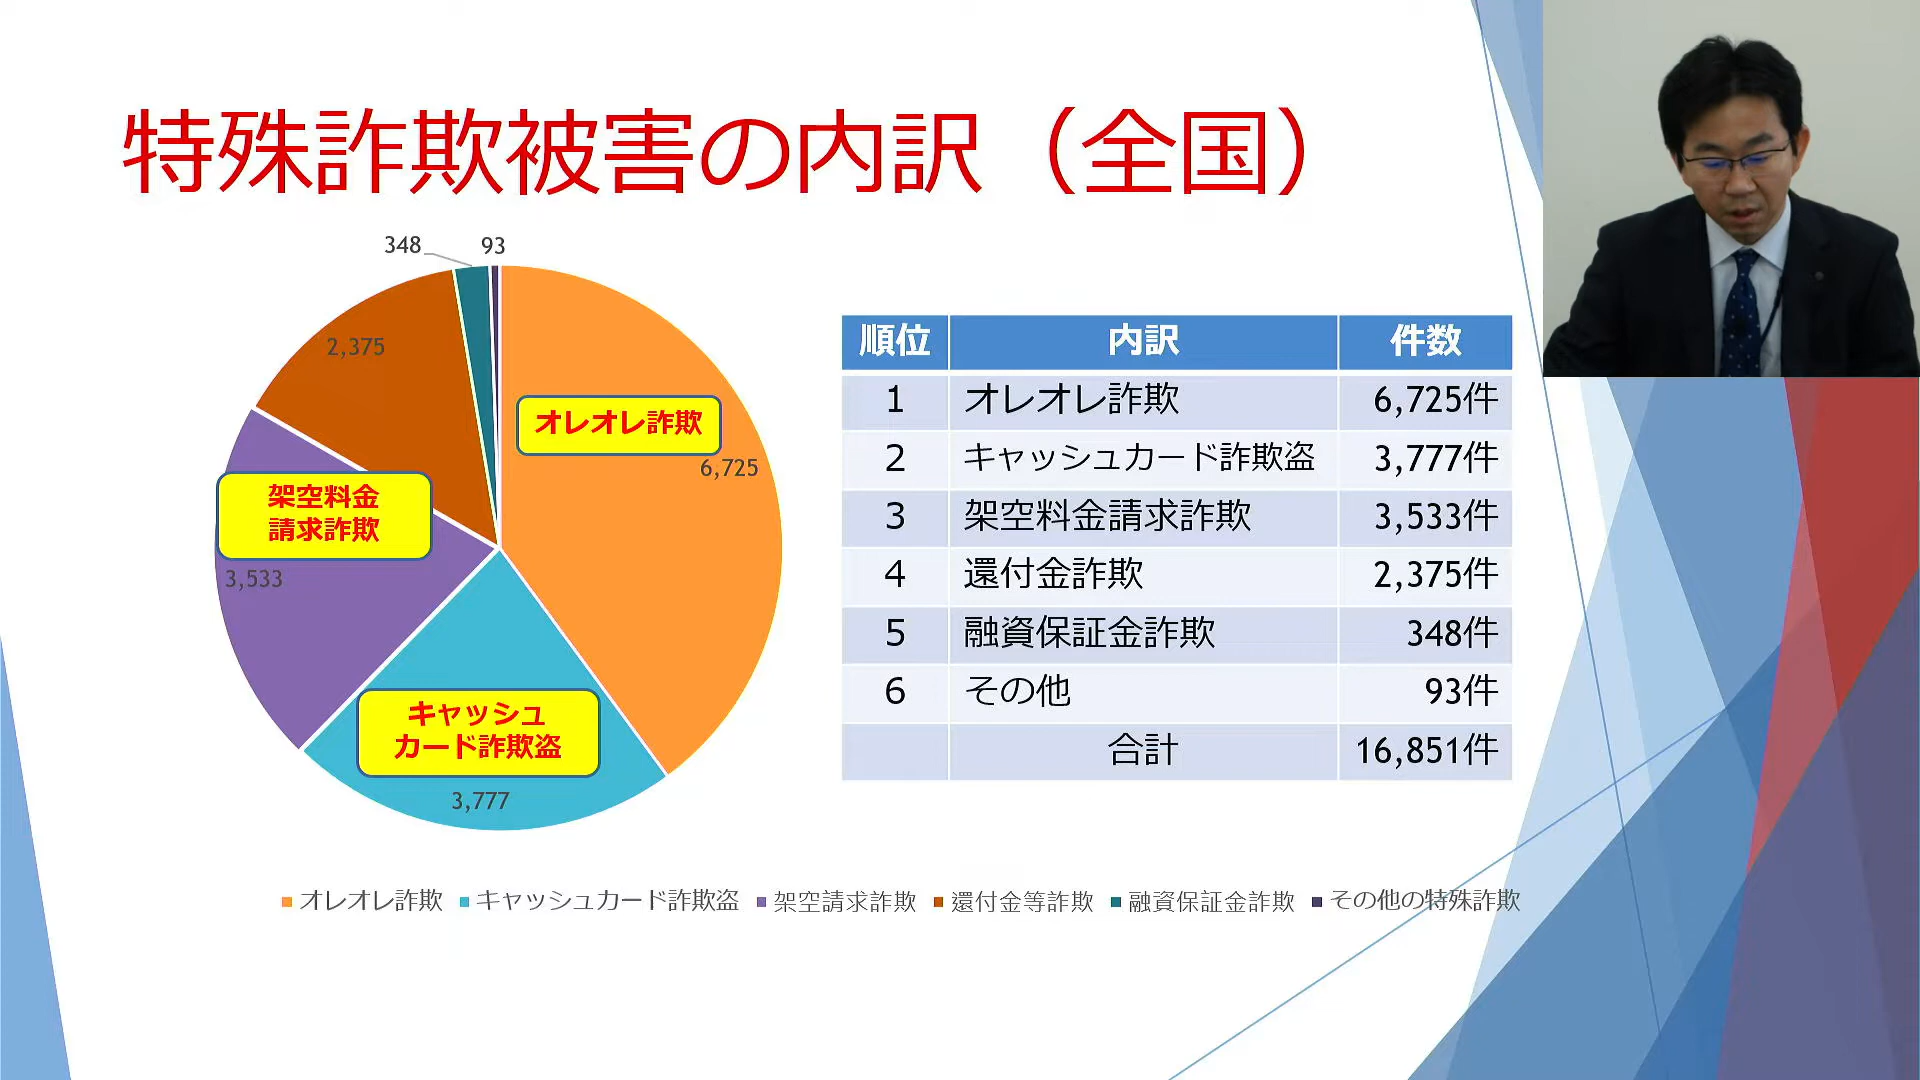 特殊詐欺被害の内訳（全国）
348
93
2,375
オレオレ詐欺
6,725
架空料金
請求詐欺
3,533
キャッシュ
カード詐欺盗
3,777
順位 内訳 件数
1 オレオレ詐欺 6,725件
2 キャッシュカード詐欺盗 3,777件
3 架空料金請求詐欺 3,533件
4 還付金詐欺 2,375件
5 融資保証金詐欺 348件
6 その他 93件
合計 16,851件
オレオレ詐欺 キャッシュカード詐欺盗 架空請求詐欺 還付金等詐欺 融資保証金詐欺 その他の特殊詐欺